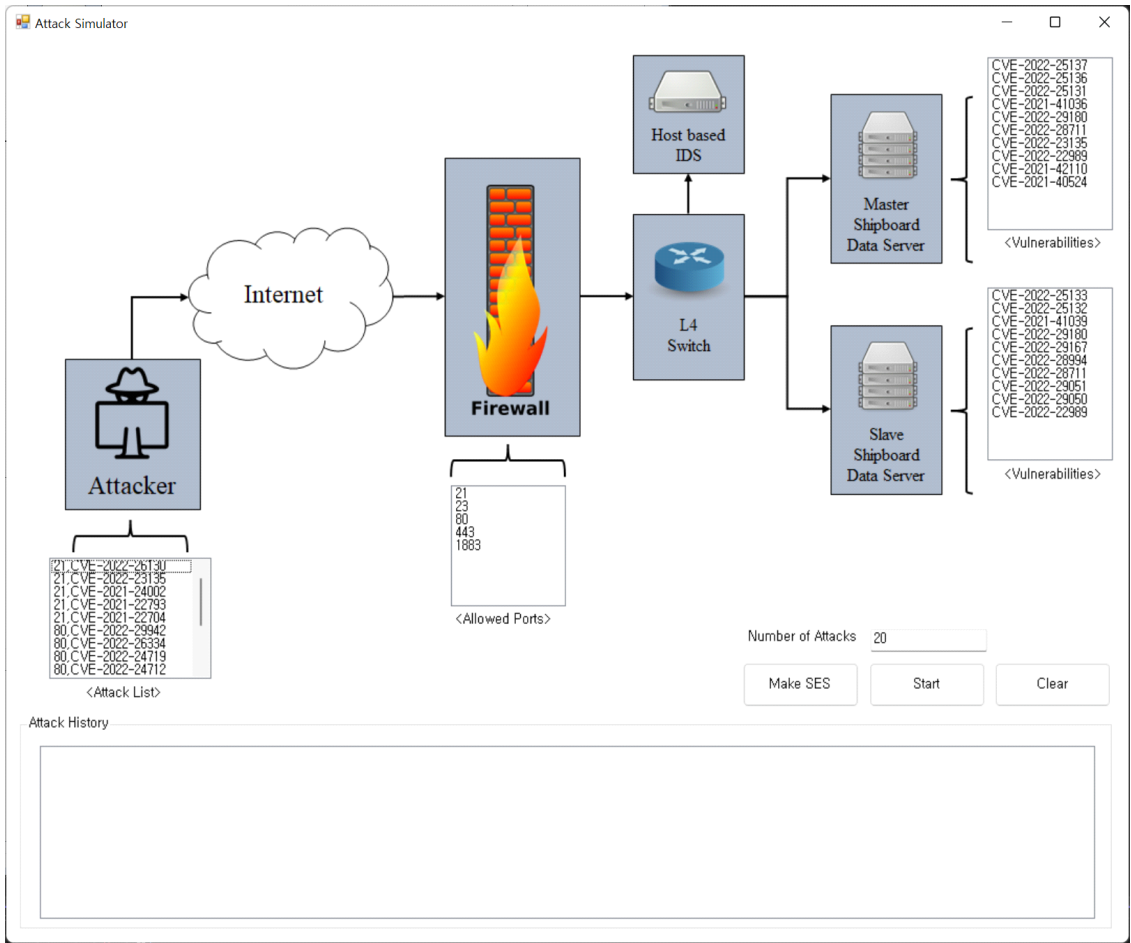 Attack Simulator
Host based
IDS
Internet
Firewall
L4
Switch
Master
Shipboard
Data Server
CVE-2022-25137
CVE-2022-25136
CVE-2022-25131
CVE-2021-41036
CVE-2022-29180
CVE-2022-28711
CVE-2022-23135
CVE-2022-22989
CVE-2021-42110
CVE-2021-40524
<Vulnerabilities>
Slave
Shipboard
Data Server
CVE-2022-25133
CVE-2022-25132
CVE-2021-41039
CVE-2022-29180
CVE-2022-29167
CVE-2022-28994
CVE-2022-28711
CVE-2022-29051
CVE-2022-29050
CVE-2022-22989
<Vulnerabilities>
Attacker
21,CVE-2022-26130
21,CVE-2022-23135
21,CVE-2021-24002
21,CVE-2021-22793
21,CVE-2021-22704
80,CVE-2022-29942
80,CVE-2022-26334
80,CVE-2022-24719
80,CVE-2022-24712
<Attack List>
21
23
80
443
1883
<Allowed Ports>
Number of Attacks 20
Make SES Start Clear
Attack History